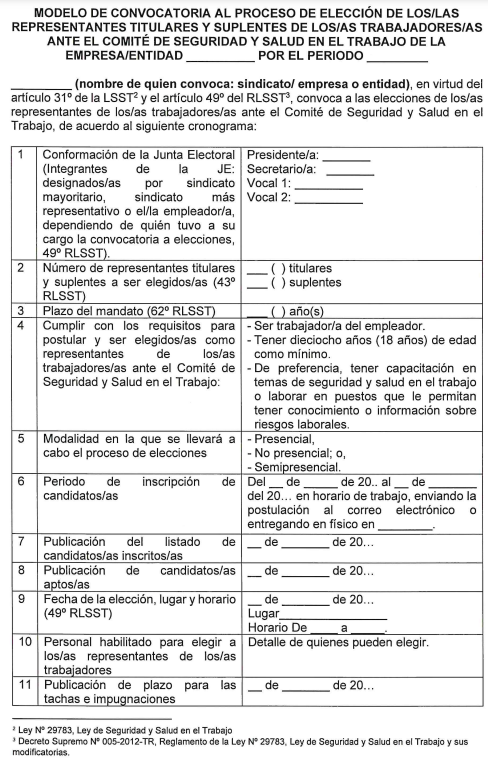 MODELO DE CONVOCATORIA AL PROCESO DE ELECCIÓN DE LOS/LAS
REPRESENTANTES TITULARES Y SUPLENTES DE LOS/AS TRABAJADORES/AS
ANTE EL COMITÉ DE SEGURIDAD Y SALUD EN EL TRABAJO DE LA
EMPRESA/ENTIDAD __________ POR EL PERIODO _________
_________ (nombre de quien convoca: sindicato/ empresa o entidad), en virtud del
artículo 31º de la LSST² y el artículo 49º del RLSST³, convoca a las elecciones de los/as
representantes de los/as trabajadores/as ante el Comité de Seguridad y Salud en el
Trabajo, de acuerdo al siguiente cronograma:
1 Conformación de la Junta Electoral
(Integrantes de la JE:
designados/as por sindicato
mayoritario, sindicato más
representativo o el/la empleador/a,
dependiendo de quién tuvo a su
cargo la convocatoria a elecciones,
49º RLSST).
Presidente/a: _______
Secretario/a: _______
Vocal 1: _________
Vocal 2: _________
2 Número de representantes titulares
y suplentes a ser elegidos/as (43º
RLSST)
___ ( ) titulares
___ ( ) suplentes
3 Plazo del mandato (62º RLSST)
___ ( ) año(s)
4 Cumplir con los requisitos para
postular y ser elegidos/as como
representantes de los/as
trabajadores/as ante el Comité de
Seguridad y Salud en el Trabajo:
- Ser trabajador/a del empleador.
- Tener dieciocho años (18 años) de edad
como mínimo.
- De preferencia, tener capacitación en
temas de seguridad y salud en el trabajo
o laborar en puestos que le permitan
tener conocimiento o información sobre
riesgos laborales.
5 Modalidad en la que se llevará a
cabo el proceso de elecciones
- Presencial,
- No presencial; o,
- Semipresencial.
6 Periodo de inscripción de
candidatos/as
Del __ de _____ de 20.. al __ de _______
del 20… en horario de trabajo, enviando la
postulación al correo electrónico o
entregando en físico en ________.
7 Publicación del listado de
candidatos/as inscritos/as
__ de _______ de 20…
8 Publicación de candidatos/as
aptos/as
__ de _______ de 20…
9 Fecha de la elección, lugar y horario
(49º RLSST)
__ de _______ de 20…
Lugar________________
Horario De ____ a _____.
10 Personal habilitado para elegir a
los/as representantes de los/as
trabajadores
Detalle de quienes pueden elegir.
11 Publicación de plazo para las
tachas e impugnaciones
__ de _______ de 20…
² Ley Nº 29783, Ley de Seguridad y Salud en el Trabajo
³ Decreto Supremo Nº 005-2012-TR, Reglamento de la Ley Nº 29783, Ley de Seguridad y Salud en el Trabajo y sus
modificatorias.